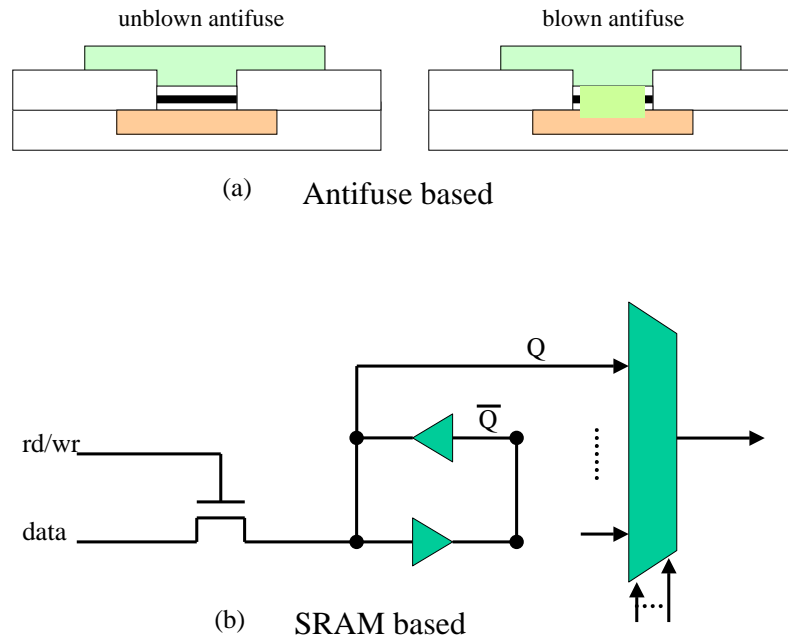 unblown antifuse
blown antifuse
(a) Antifuse based
Q
Q̅
rd/wr
data
(b) SRAM based